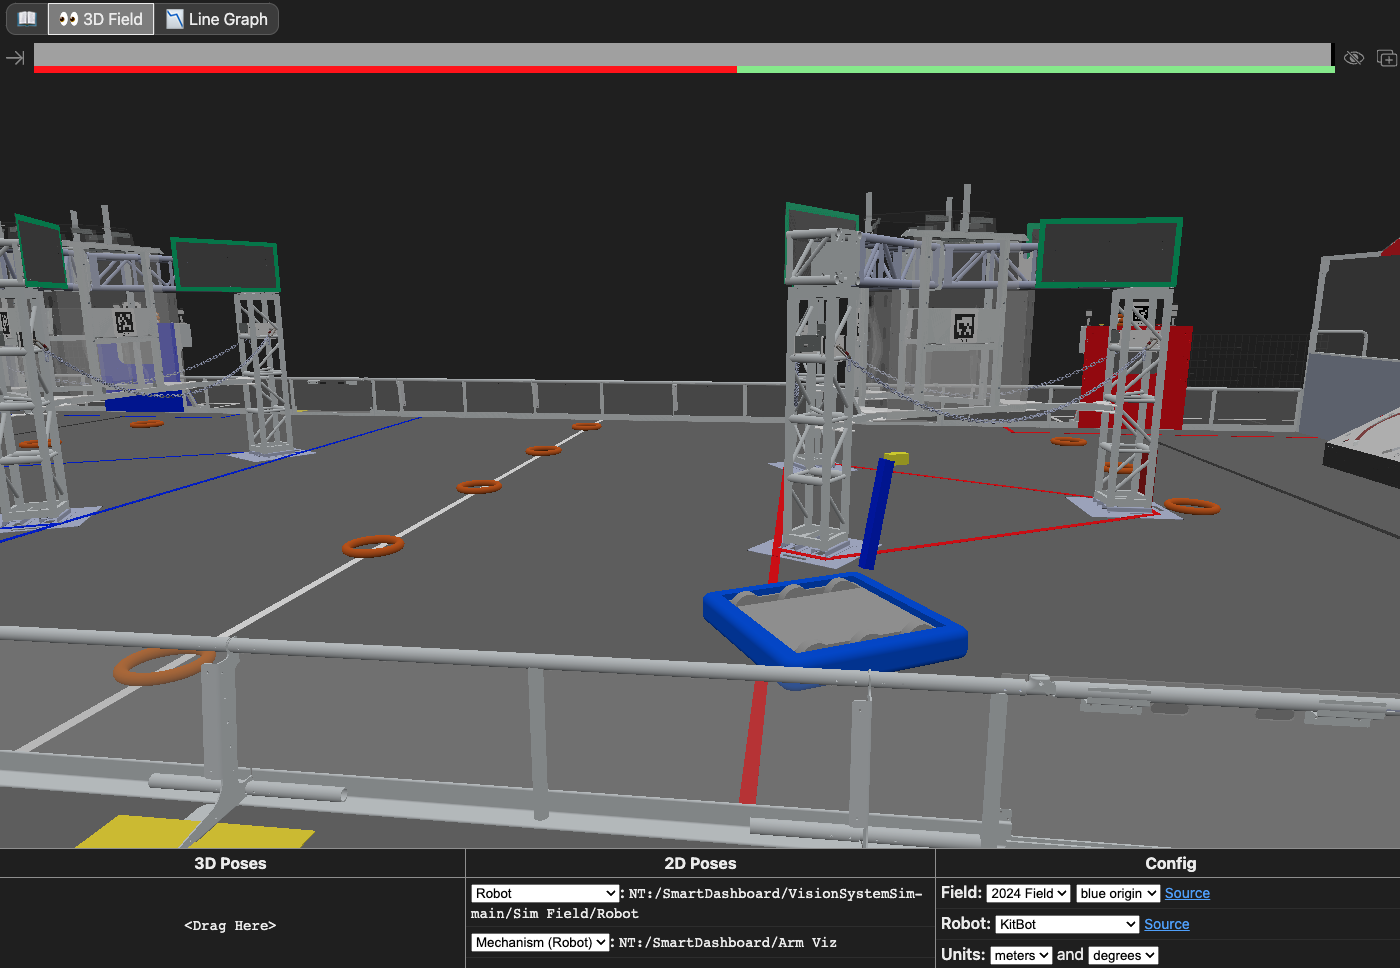 3D Field
Line Graph
3D Poses
2D Poses
Config
<Drag Here>
Robot : NT:/SmartDashboard/VisionSystemSim-
main/Sim Field/Robot
Mechanism (Robot) : NT:/SmartDashboard/Arm Viz
Field: 2024 Field blue origin Source
Robot: KitBot Source
Units: meters and degrees